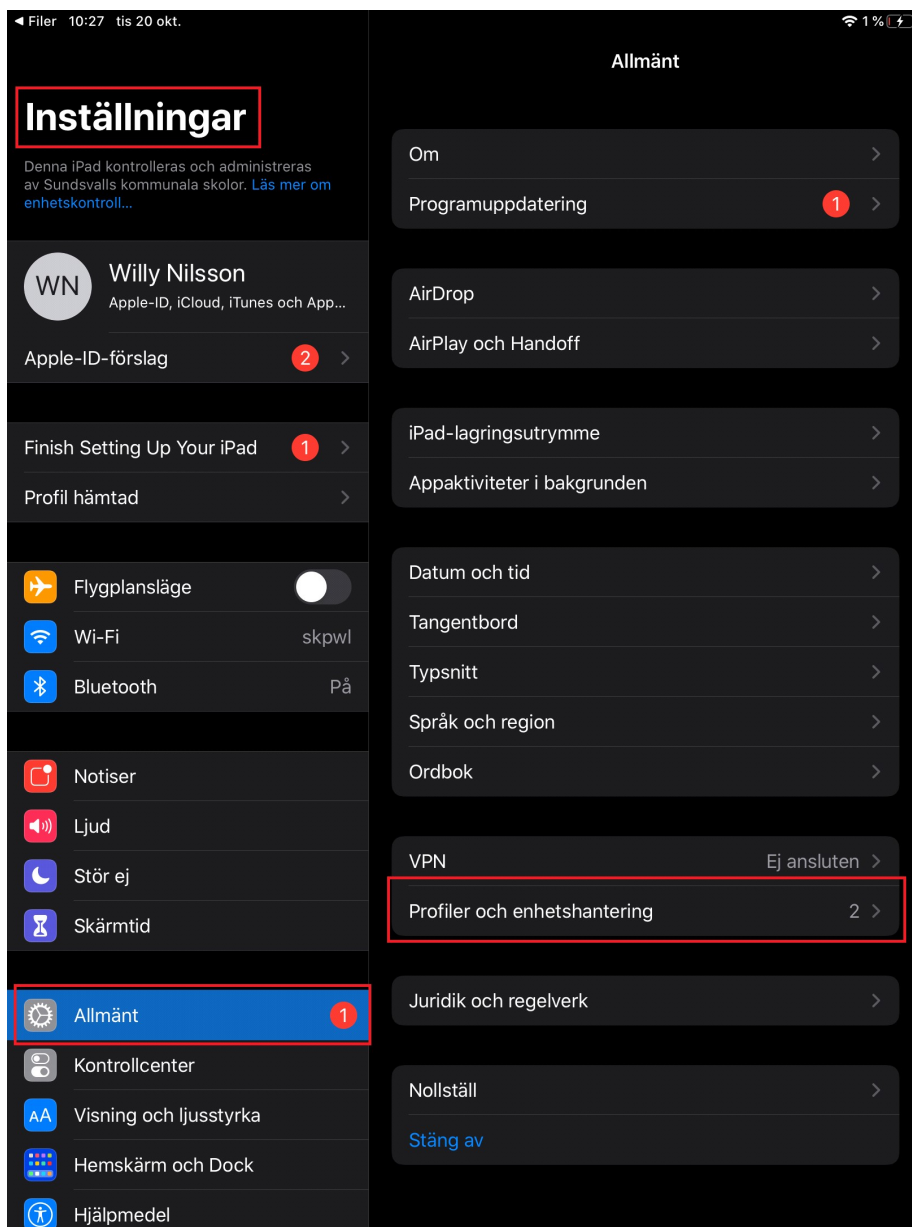 ◀ Filer 10:27 tis 20 okt.
1 %
Inställningar
Denna iPad kontrolleras och administreras
av Sundsvalls kommunala skolor. Läs mer om
enhetskontroll...
WN
Willy Nilsson
Apple-ID, iCloud, iTunes och App...
Apple-ID-förslag 2
Finish Setting Up Your iPad 1
Profil hämtad
Flygplansläge
Wi-Fi skpwl
Bluetooth På
Notiser
Ljud
Stör ej
Skärmtid
Allmänt 1
Kontrollcenter
AA Visning och ljusstyrka
Hemskärm och Dock
Hjälpmedel
Allmänt
Om
Programuppdatering 1
AirDrop
AirPlay och Handoff
iPad-lagringsutrymme
Appaktiviteter i bakgrunden
Datum och tid
Tangentbord
Typsnitt
Språk och region
Ordbok
VPN Ej ansluten
Profiler och enhetshantering 2
Juridik och regelverk
Nollställ
Stäng av